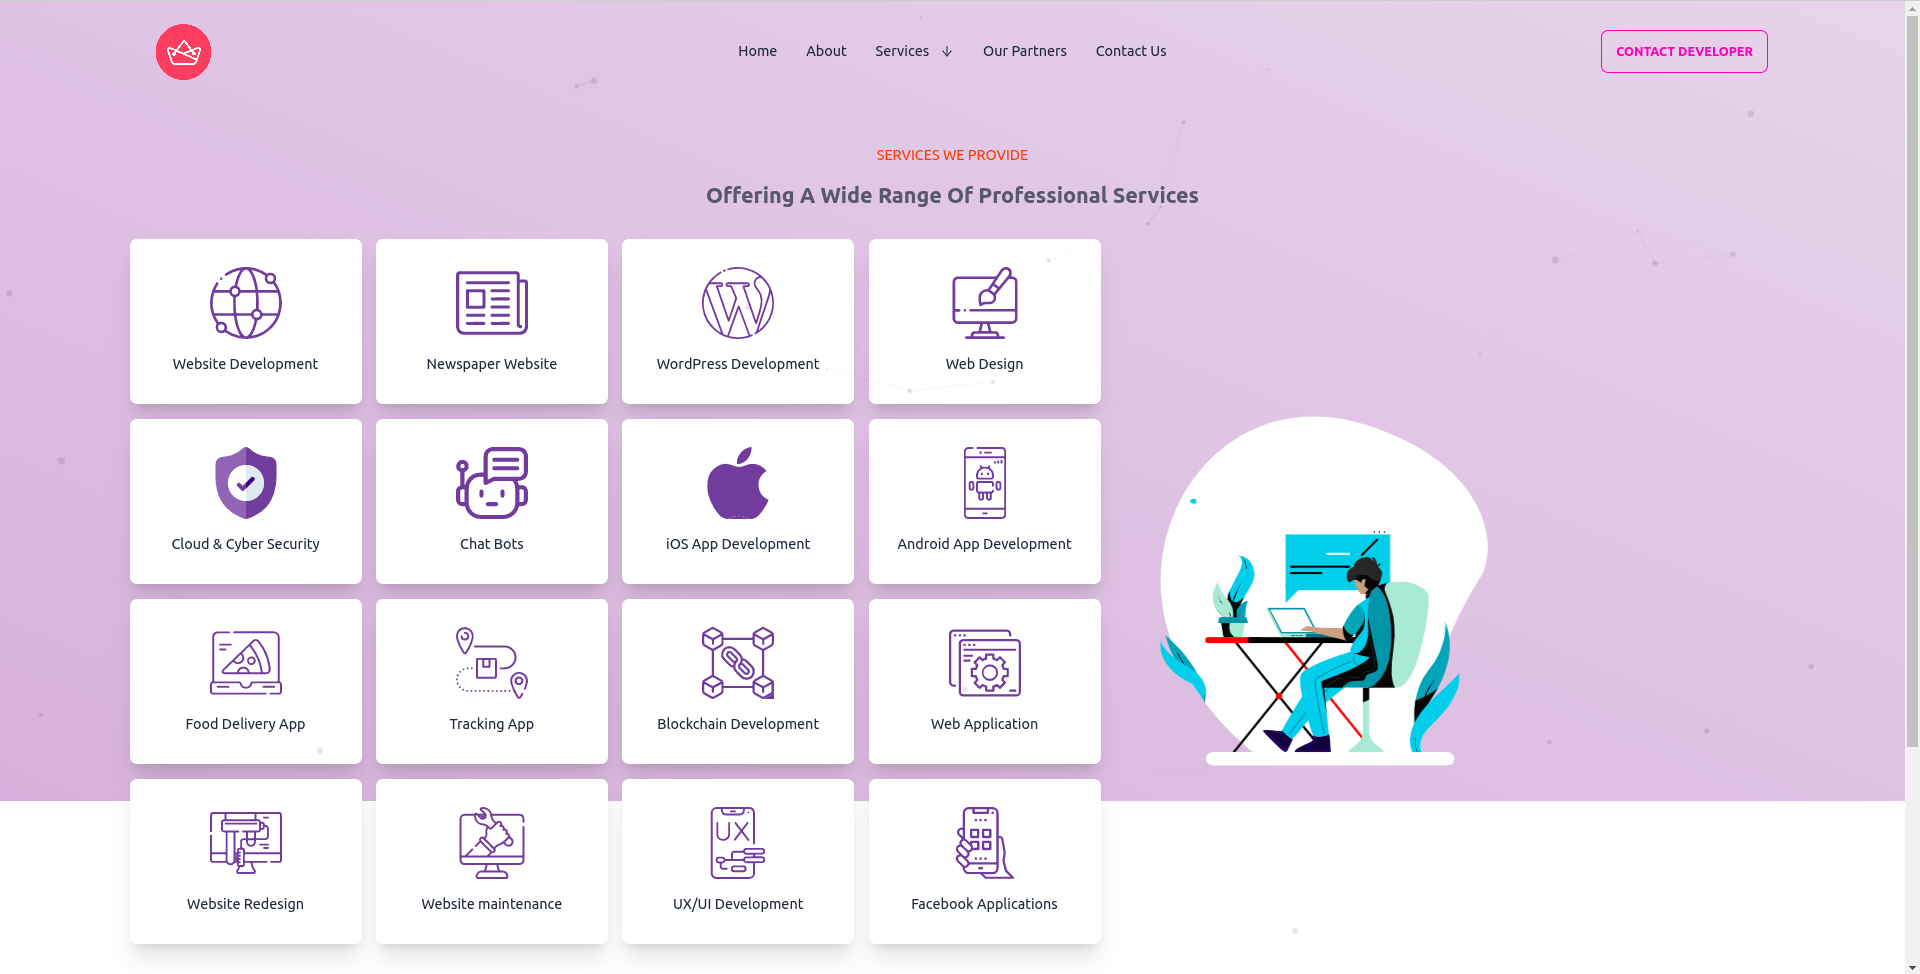 Home About Services Our Partners Contact Us CONTACT DEVELOPER
SERVICES WE PROVIDE
Offering A Wide Range Of Professional Services
Website Development
Newspaper Website
WordPress Development
Web Design
Cloud & Cyber Security
Chat Bots
iOS App Development
Android App Development
Food Delivery App
Tracking App
Blockchain Development
Web Application
Website Redesign
Website maintenance
UX
UX/UI Development
Facebook Applications